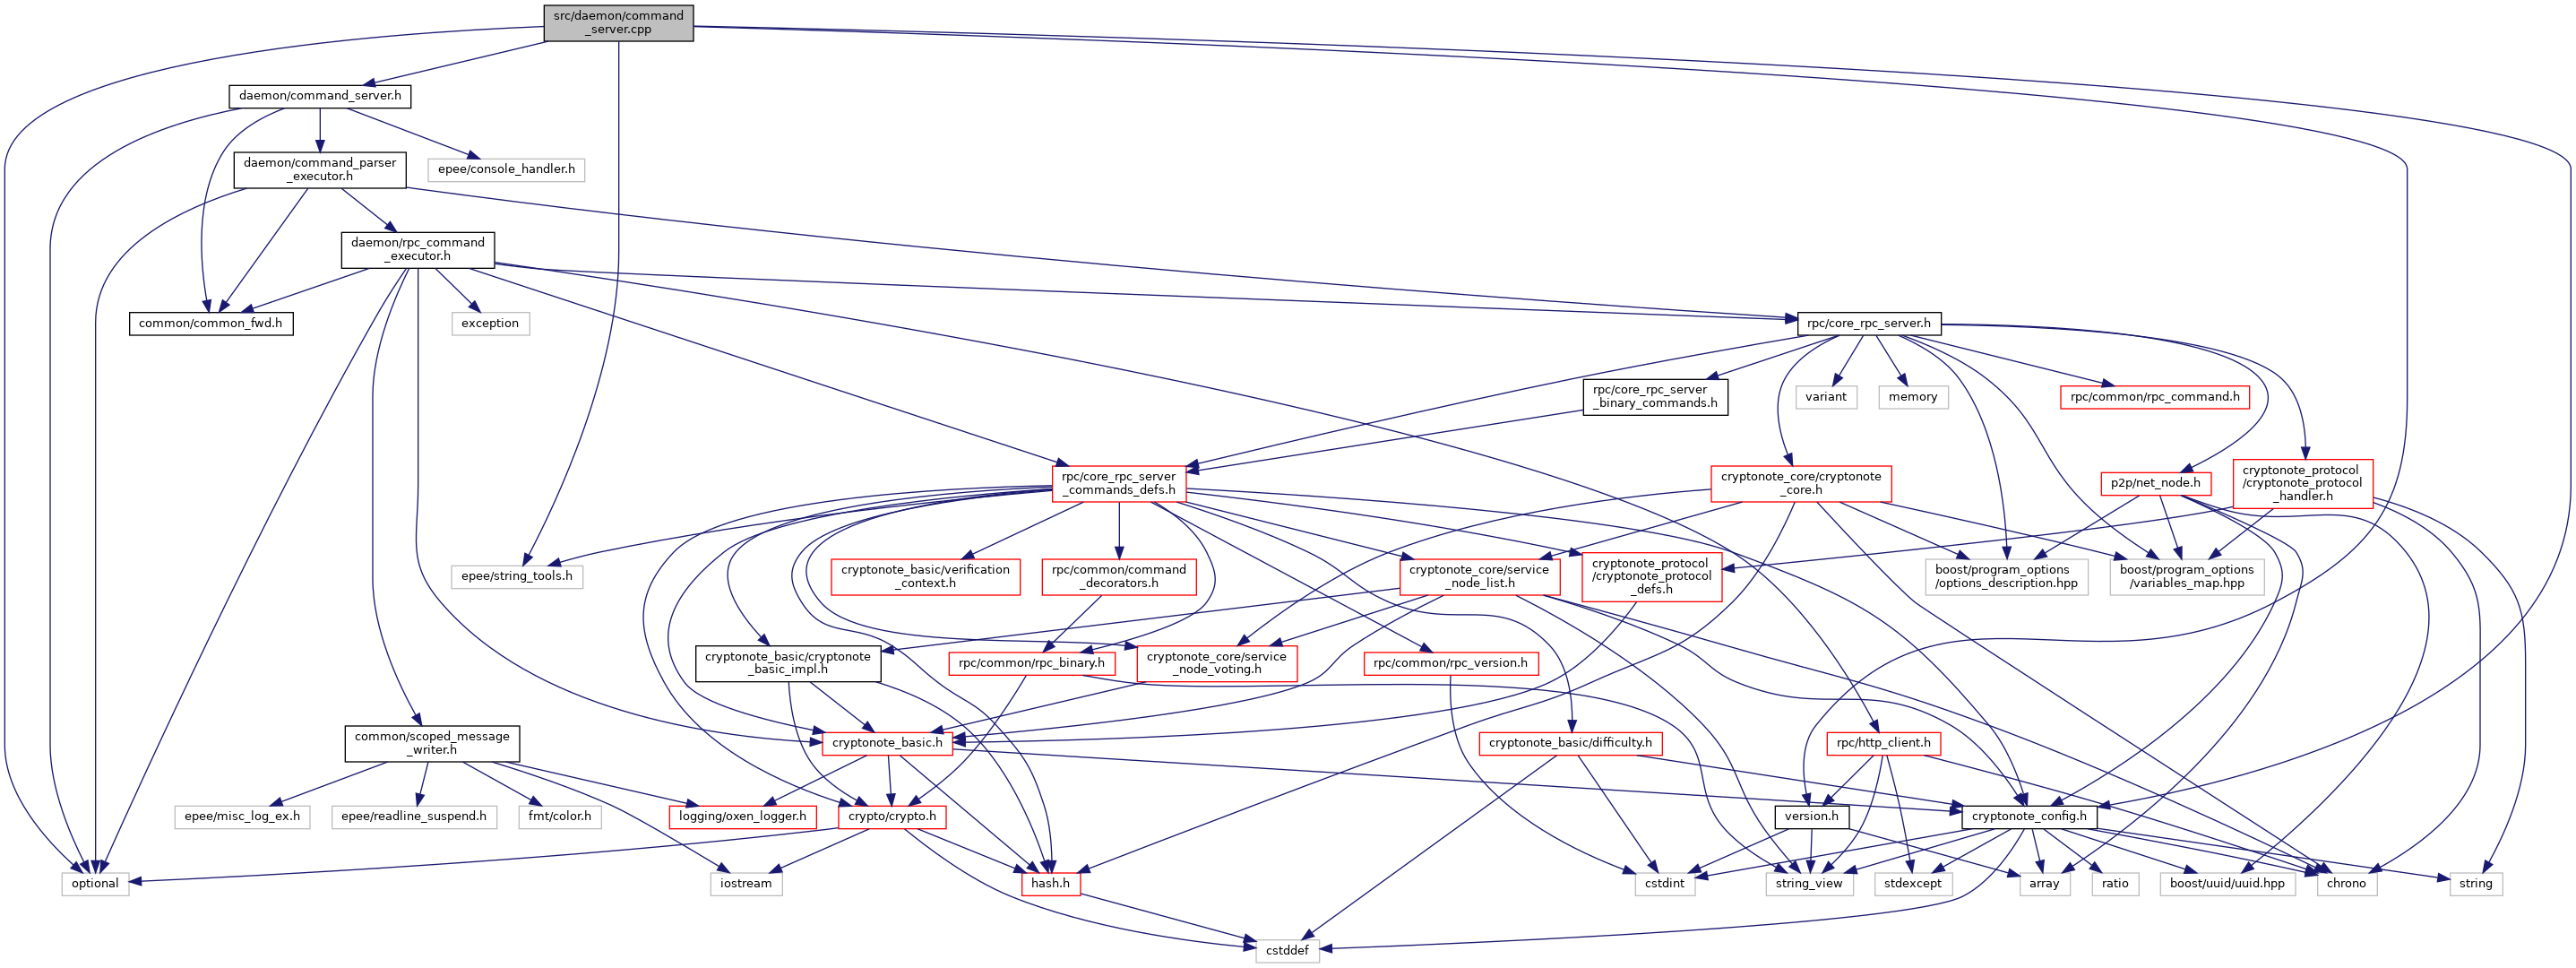 src/daemon/command
_server.cpp
daemon/command_server.h
daemon/command_parser
_executor.h
epee/console_handler.h
daemon/rpc_command
_executor.h
common/common_fwd.h
exception
rpc/core_rpc_server.h
rpc/core_rpc_server
_binary_commands.h
variant
memory
rpc/common/rpc_command.h
rpc/core_rpc_server
_commands_defs.h
cryptonote_core/cryptonote
_core.h
p2p/net_node.h
cryptonote_protocol
/cryptonote_protocol
_handler.h
epee/string_tools.h
cryptonote_basic/verification
_context.h
rpc/common/command
_decorators.h
cryptonote_core/service
_node_list.h
cryptonote_protocol
/cryptonote_protocol
_defs.h
boost/program_options
/options_description.hpp
boost/program_options
/variables_map.hpp
cryptonote_basic/cryptonote
_basic_impl.h
rpc/common/rpc_binary.h
cryptonote_core/service
_node_voting.h
rpc/common/rpc_version.h
common/scoped_message
_writer.h
cryptonote_basic.h
cryptonote_basic/difficulty.h
rpc/http_client.h
epee/misc_log_ex.h
epee/readline_suspend.h
fmt/color.h
logging/oxen_logger.h
crypto/crypto.h
version.h
cryptonote_config.h
optional
iostream
hash.h
cstdint
string_view
stdexcept
array
ratio
boost/uuid/uuid.hpp
chrono
string
cstddef